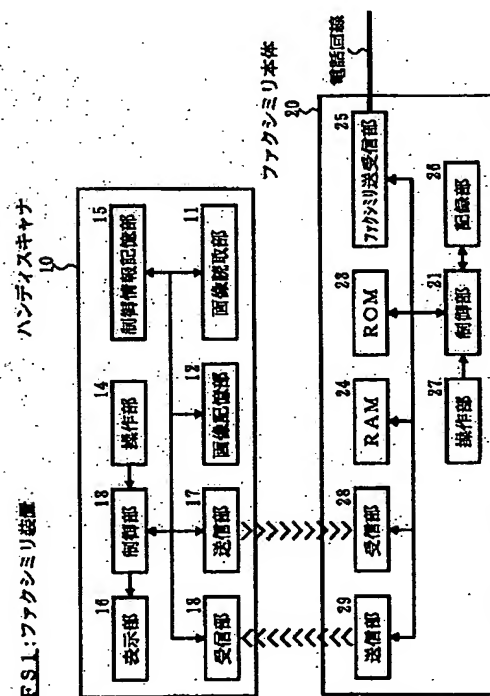 FS1:ファクシミリ装置
ハンディスキャナ
10
16
表示部
13
制御部
14
操作部
15
制御情報記憶部
18
受信部
17
送信部
12
画像記憶部
11
画像読取部
ファクシミリ本体
20
29
送信部
28
受信部
24
RAM
23
ROM
25
ファクシミリ送受信部
電話回線
27
操作部
21
制御部
26
記録部